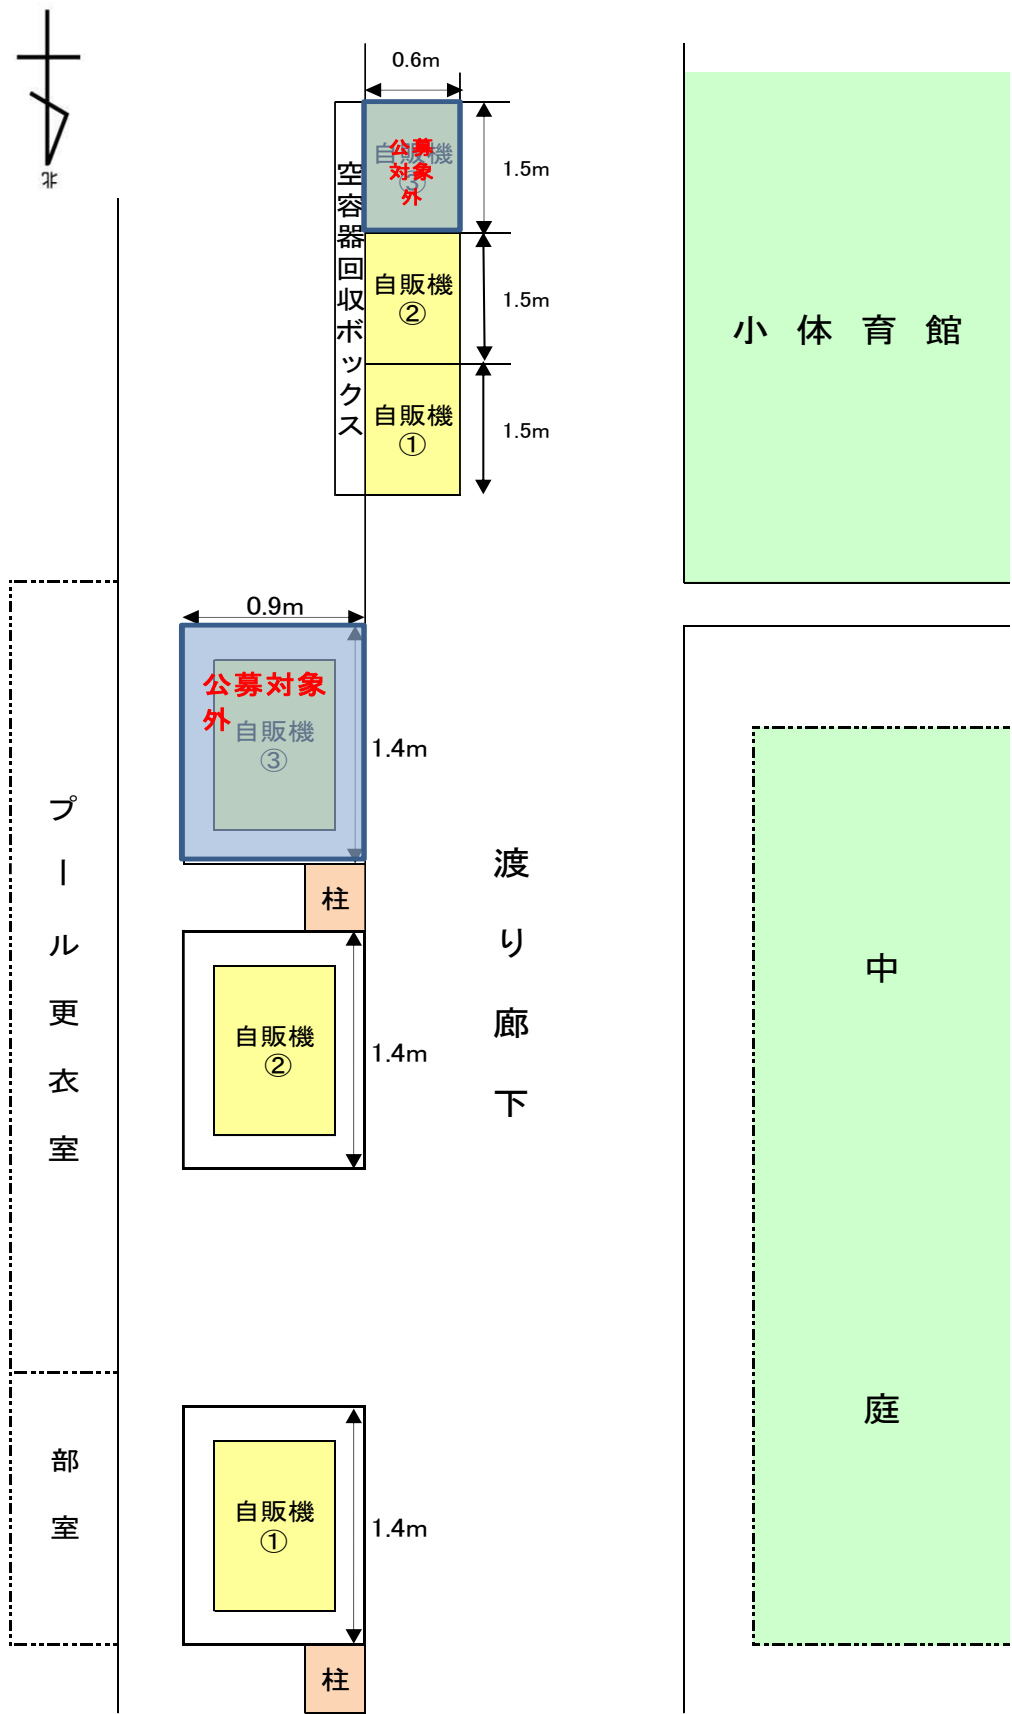 北
0.6m
自販機
③
公募
対象
外
1.5m
空容器回収ボックス
自販機
②
1.5m
自販機
①
1.5m
小体育館
0.9m
公募対象
外
自販機
③
1.4m
柱
プール更衣室
渡り廊下
自販機
②
1.4m
中庭
部室
自販機
①
1.4m
柱